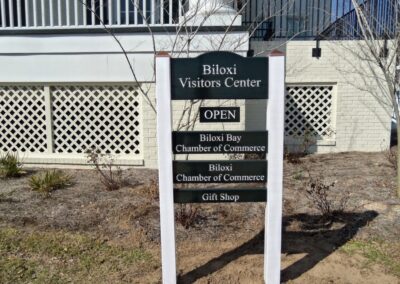 Biloxi
Visitors Center
OPEN
Biloxi Bay
Chamber of Commerce
Biloxi
Chamber of Commerce
Gift Shop